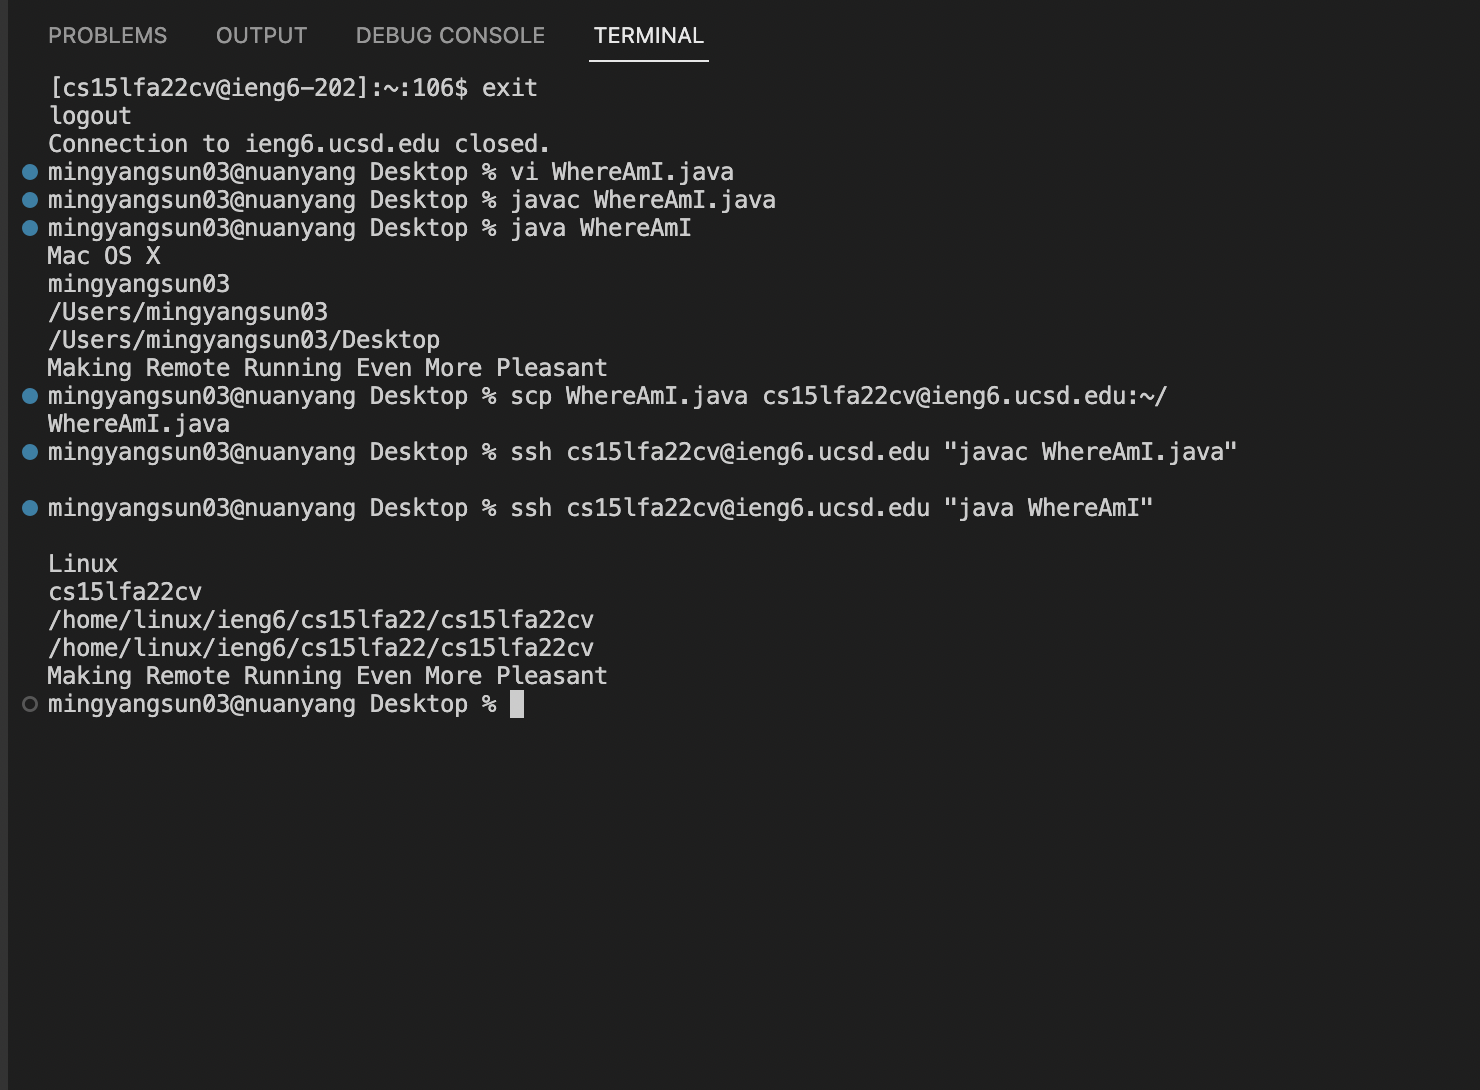 PROBLEMS OUTPUT DEBUG CONSOLE TERMINAL
[cs15lfa22cv@ieng6-202]:~:106$ exit
logout
Connection to ieng6.ucsd.edu closed.
mingyangsun03@nuanyang Desktop % vi WhereAmI.java
mingyangsun03@nuanyang Desktop % javac WhereAmI.java
mingyangsun03@nuanyang Desktop % java WhereAmI
Mac OS X
mingyangsun03
/Users/mingyangsun03
/Users/mingyangsun03/Desktop
Making Remote Running Even More Pleasant
mingyangsun03@nuanyang Desktop % scp WhereAmI.java cs15lfa22cv@ieng6.ucsd.edu:~/
WhereAmI.java
mingyangsun03@nuanyang Desktop % ssh cs15lfa22cv@ieng6.ucsd.edu "javac WhereAmI.java"
mingyangsun03@nuanyang Desktop % ssh cs15lfa22cv@ieng6.ucsd.edu "java WhereAmI"
Linux
cs15lfa22cv
/home/linux/ieng6/cs15lfa22/cs15lfa22cv
/home/linux/ieng6/cs15lfa22/cs15lfa22cv
Making Remote Running Even More Pleasant
mingyangsun03@nuanyang Desktop %